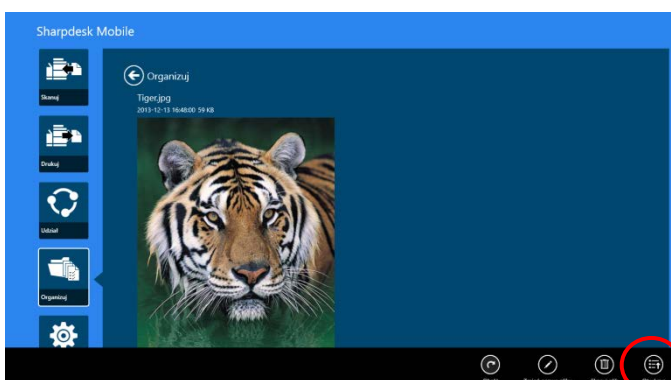 Sharpdesk Mobile
Skanuj
Drukuj
Udział
Organizuj
Organizuj
Tiger.jpg
2013-12-13 16:48:00 59 KB